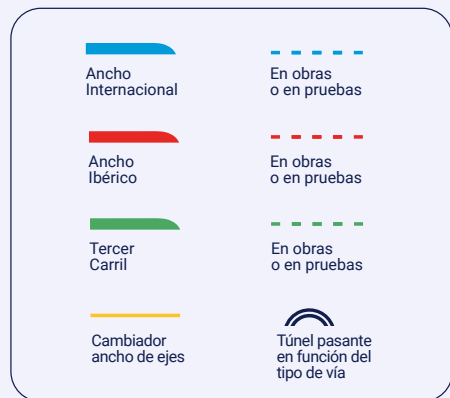 Ancho
Internacional
En obras
o en pruebas
Ancho
Ibérico
En obras
o en pruebas
Tercer
Carril
En obras
o en pruebas
Cambiador
ancho de ejes
Túnel pasante
en función del
tipo de vía